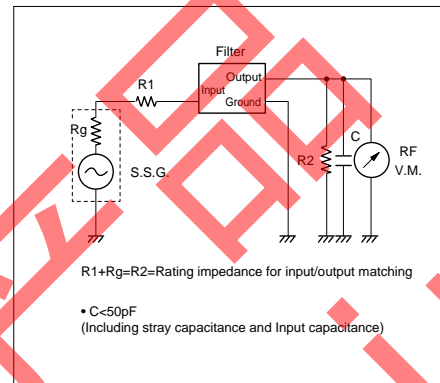 Filter
R1
Output
Input
Ground
Rg
S.S.G.
C
R2
RF
V.M.
R1+Rg=R2=Rating impedance for input/output matching
• C<50pF
(Including stray capacitance and Input capacitance)